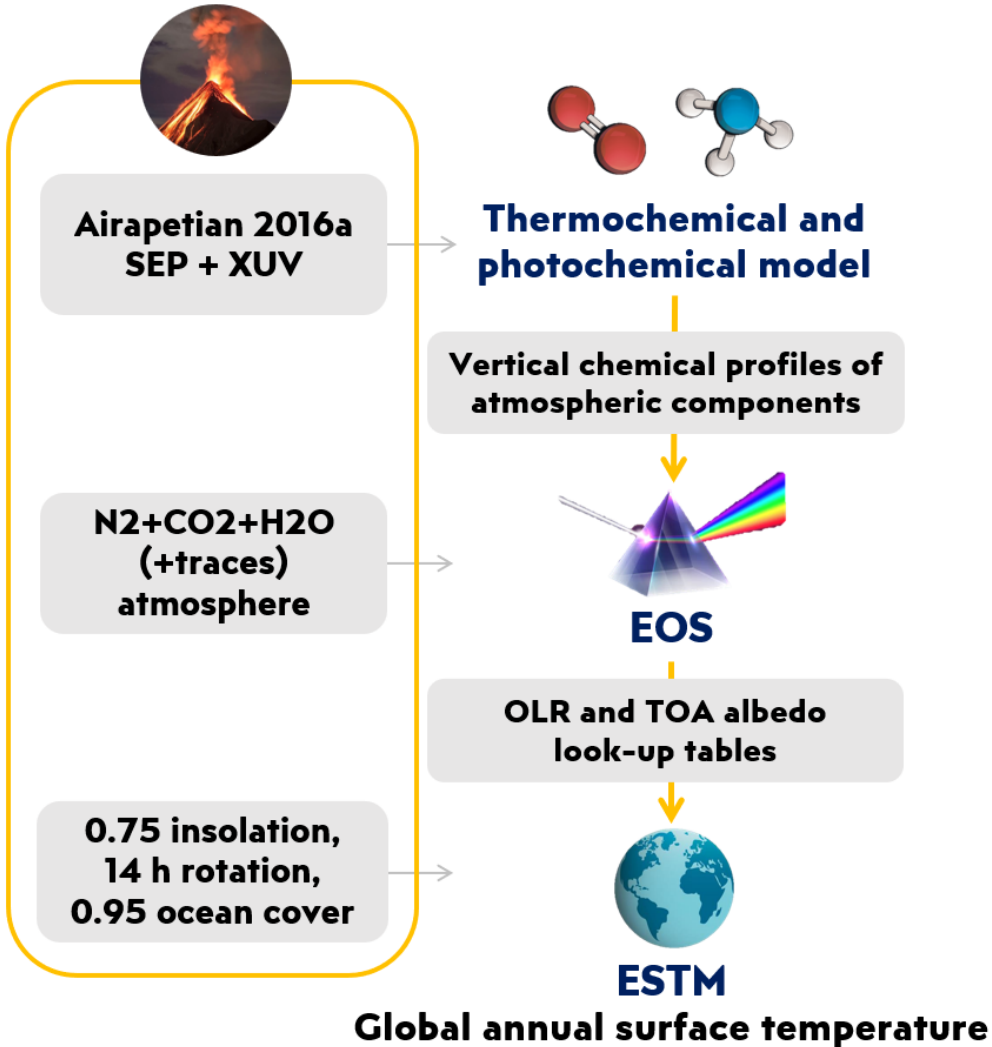 Airapetian 2016a
SEP + XUV
Thermochemical and
photochemical model
Vertical chemical profiles of
atmospheric components
N2+CO2+H2O
(+traces)
atmosphere
EOS
OLR and TOA albedo
look-up tables
0.75 insolation,
14 h rotation,
0.95 ocean cover
ESTM
Global annual surface temperature